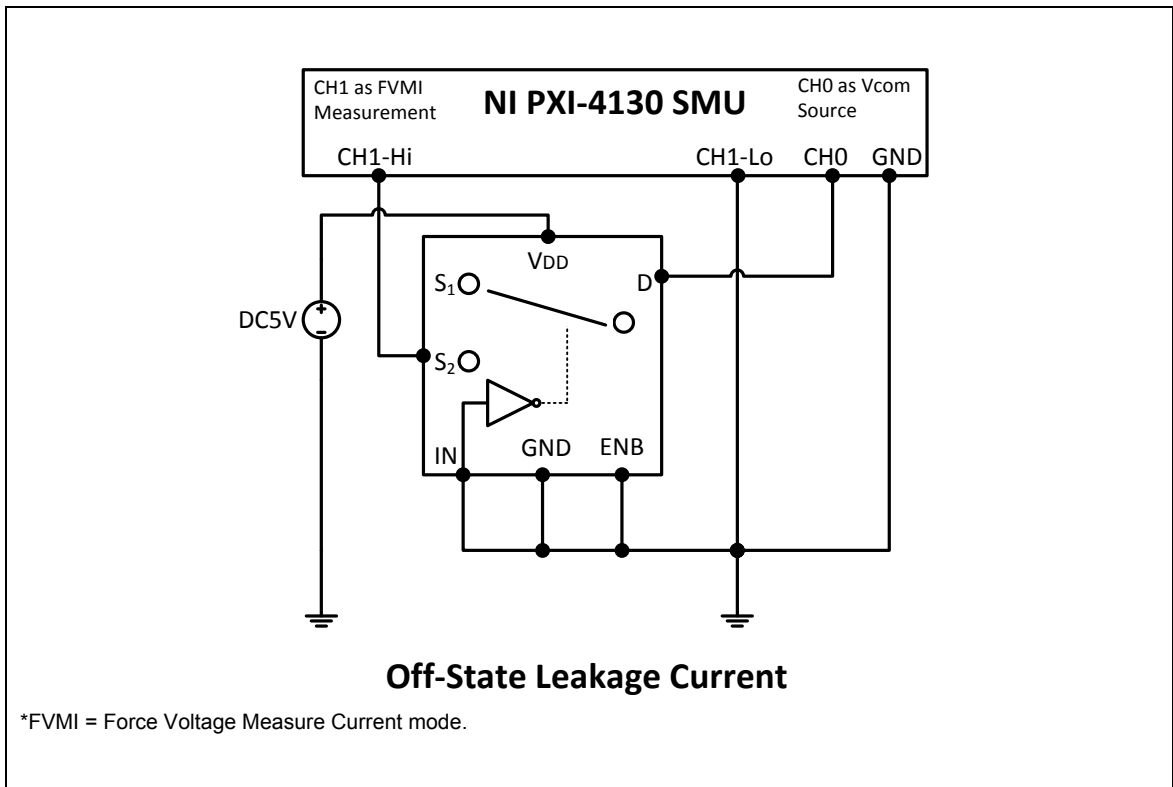 CH1 as FVMI
Measurement
NI PXI-4130 SMU
CH0 as Vcom
Source
CH1-Hi
CH1-Lo
CH0
GND
VDD
S1
D
DC5V
S2
IN
GND
ENB
Off-State Leakage Current
*FVMI = Force Voltage Measure Current mode.